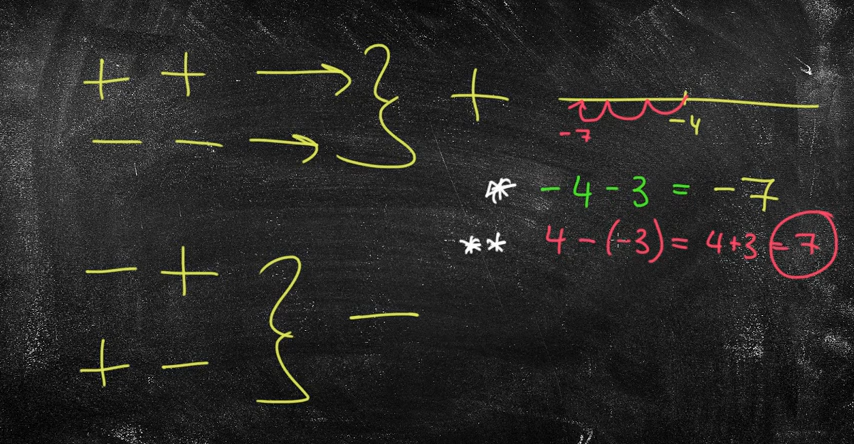 + + → } +
− − →
-7 -4
* -4 - 3 = -7
** 4 - (-3) = 4+3 = 7
− + } −
+ −